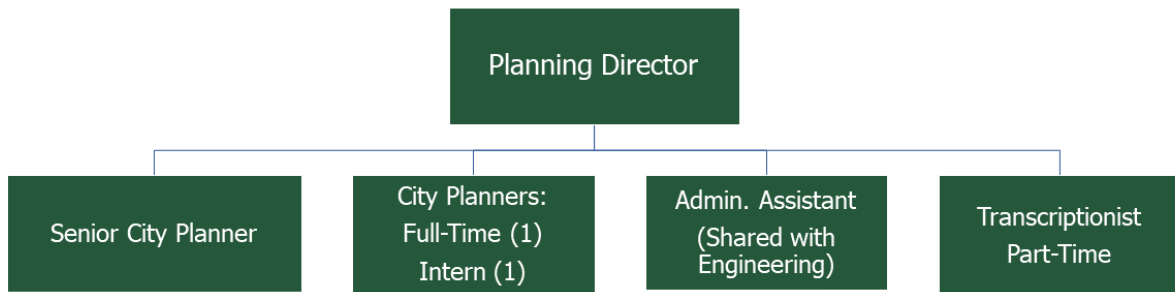 Planning Director
Senior City Planner
City Planners:
Full-Time (1)
Intern (1)
Admin. Assistant
(Shared with
Engineering)
Transcriptionist
Part-Time